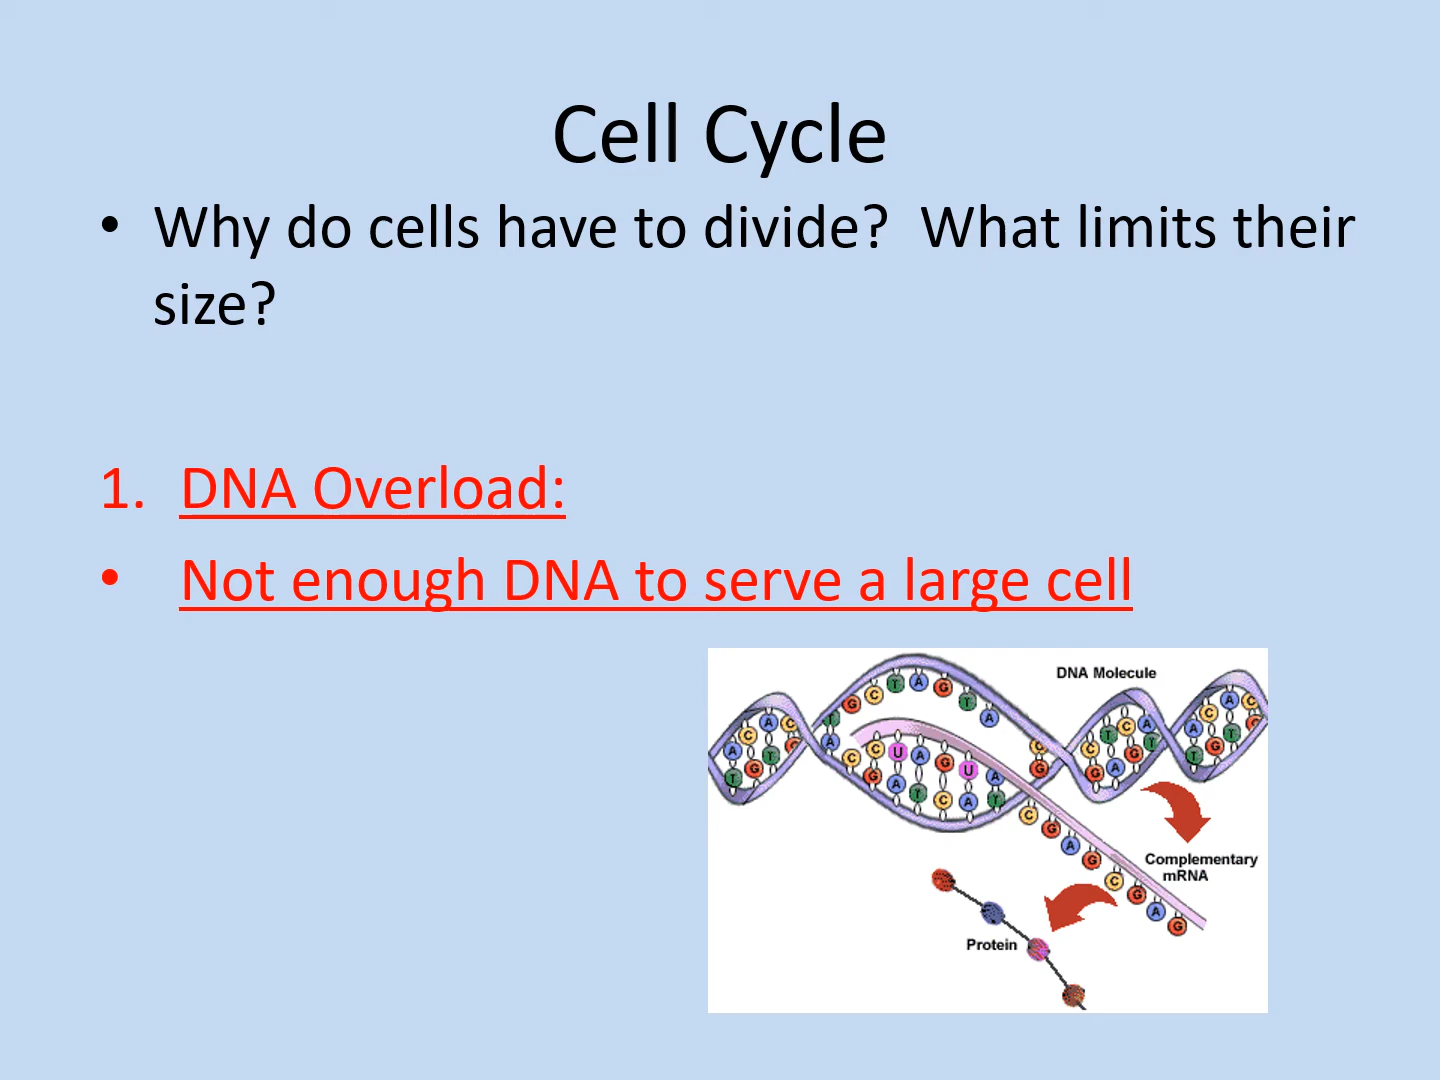 Cell Cycle
• Why do cells have to divide?  What limits their
size?
1. DNA Overload:
• Not enough DNA to serve a large cell
DNA Molecule
Complementary
mRNA
Protein